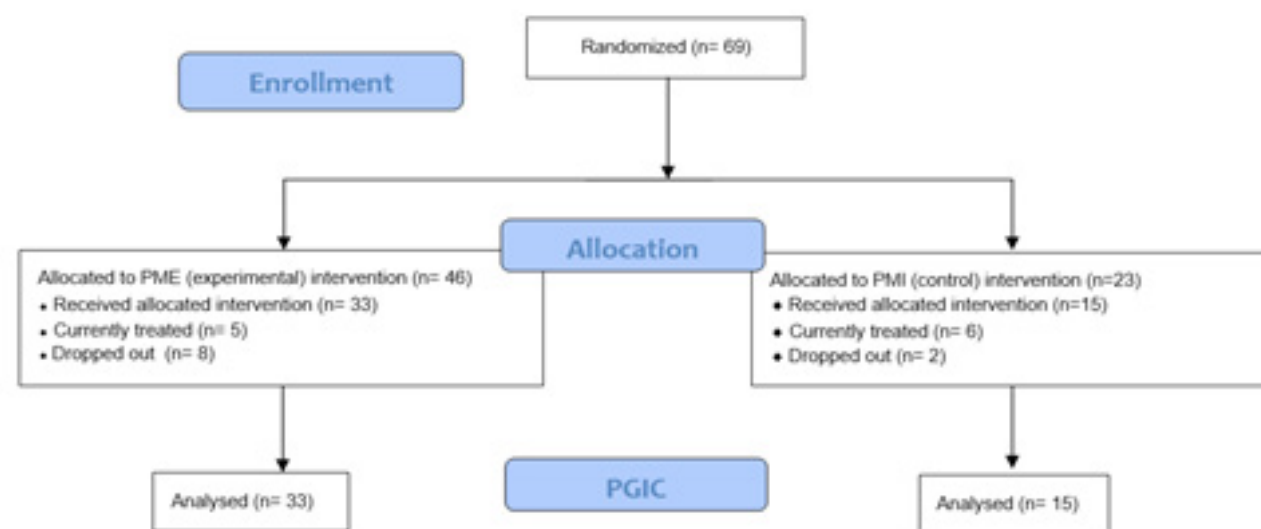 Randomized (n= 69)
Enrollment
Allocation
Allocated to PME (experimental) intervention (n= 46)
• Received allocated intervention (n= 33)
• Currently treated (n= 5)
• Dropped out (n= 8)
Allocated to PMI (control) intervention (n=23)
◆ Received allocated intervention (n=15)
◆ Currently treated (n= 6)
◆ Dropped out (n= 2)
Analysed (n= 33)
PGIC
Analysed (n= 15)